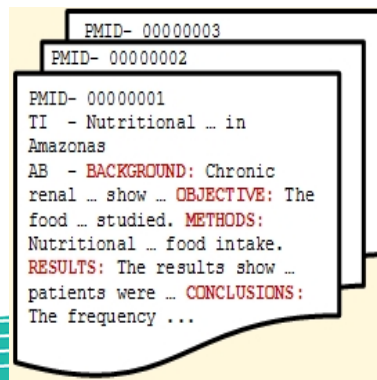 PMID- 00000003
PMID- 00000002
PMID- 00000001
TI - Nutritional … in
Amazonas
AB - BACKGROUND: Chronic
renal … show … OBJECTIVE: The
food … studied. METHODS:
Nutritional … food intake.
RESULTS: The results show …
patients were … CONCLUSIONS:
The frequency ...